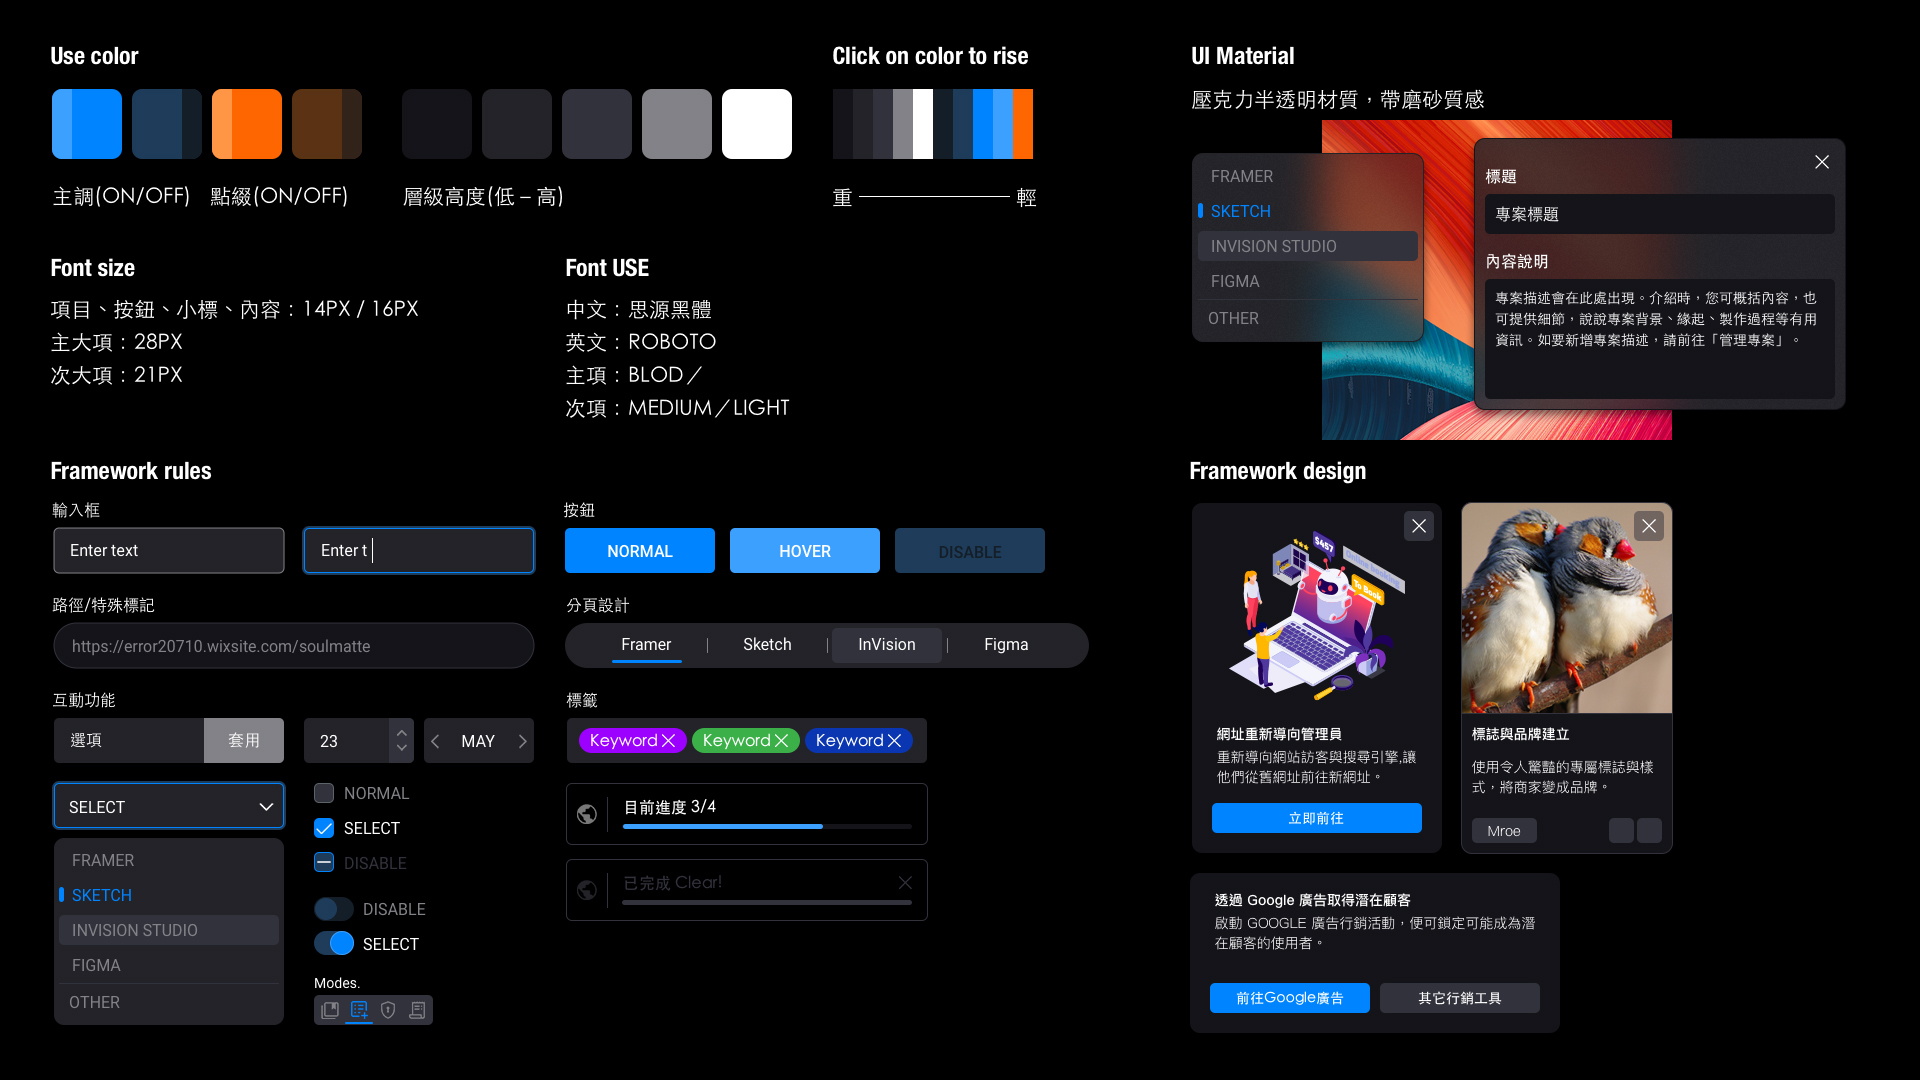 Use color
主調(ON/OFF)
點綴(ON/OFF)
層級高度(低 – 高)
Click on color to rise
重
輕
Font size
項目、按鈕、小標、內容：14PX / 16PX
主大項：28PX
次大項：21PX
Font USE
中文：思源黑體
英文：ROBOTO
主項：BLOD／
次項：MEDIUM／LIGHT
UI Material
壓克力半透明材質，帶磨砂質感
FRAMER
SKETCH
INVISION STUDIO
FIGMA
OTHER
標題
專案標題
內容說明
專案描述會在此處出現。介紹時，您可概括內容，也
可提供細節，說說專案背景、緣起、製作過程等有用
資訊。如要新增專案描述，請前往「管理專案」。
Framework rules
輸入框
Enter text
Enter t
路徑/特殊標記
https://error20710.wixsite.com/soulmatte
互動功能
選項
套用
23
MAY
SELECT
FRAMER
SKETCH
INVISION STUDIO
FIGMA
OTHER
NORMAL
SELECT
DISABLE
DISABLE
SELECT
Modes.
按鈕
NORMAL
HOVER
DISABLE
分頁設計
Framer
Sketch
InVision
Figma
標籤
Keyword
Keyword
Keyword
目前進度 3/4
已完成 Clear!
Framework design
$457
Online Booking
To Book
網址重新導向管理員
重新導向網站訪客與搜尋引擎,讓
他們從舊網址前往新網址。
立即前往
標誌與品牌建立
使用令人驚豔的專屬標誌與樣
式，將商家變成品牌。
Mroe
透過 Google 廣告取得潛在顧客
啟動 GOOGLE 廣告行銷活動，便可鎖定可能成為潛
在顧客的使用者。
前往Google廣告
其它行銷工具